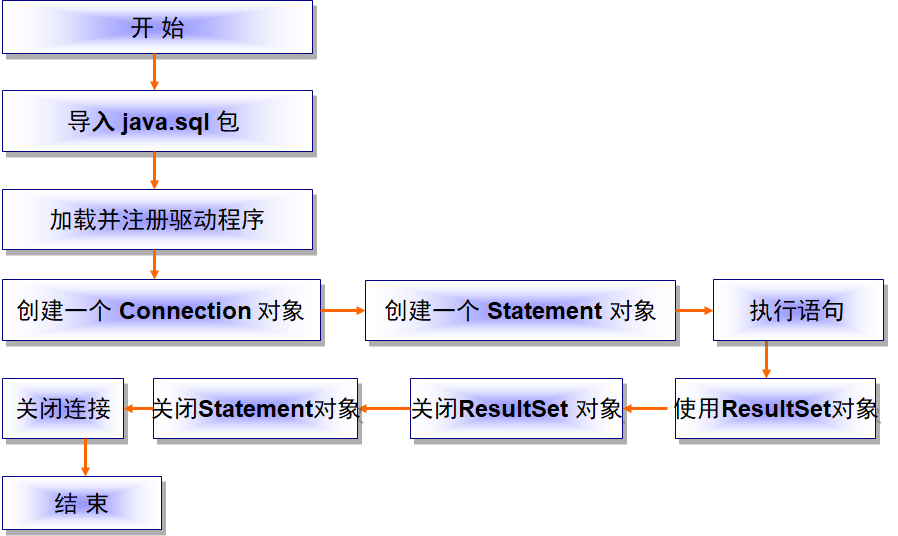 开 始
导入 java.sql 包
加载并注册驱动程序
创建一个 Connection 对象
创建一个 Statement 对象
执行语句
使用ResultSet对象
关闭ResultSet 对象
关闭Statement对象
关闭连接
结 束